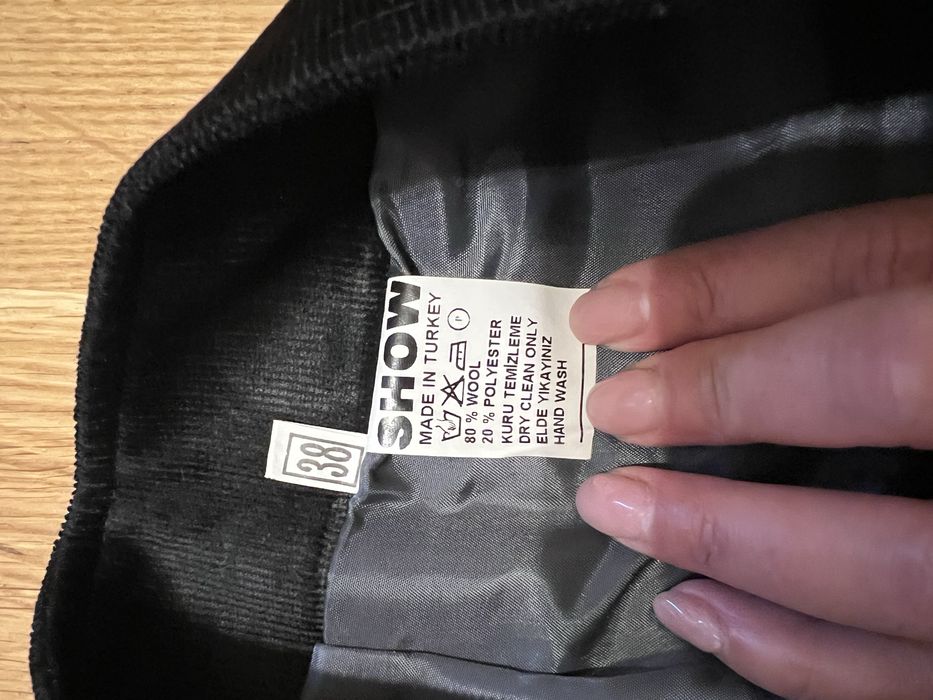 SHOW
MADE IN TURKEY
P
80 % WOOL
20 % POLYESTER
KURU TEMİZLEME
DRY CLEAN ONLY
ELDE YIKAYINIZ
HAND WASH
38